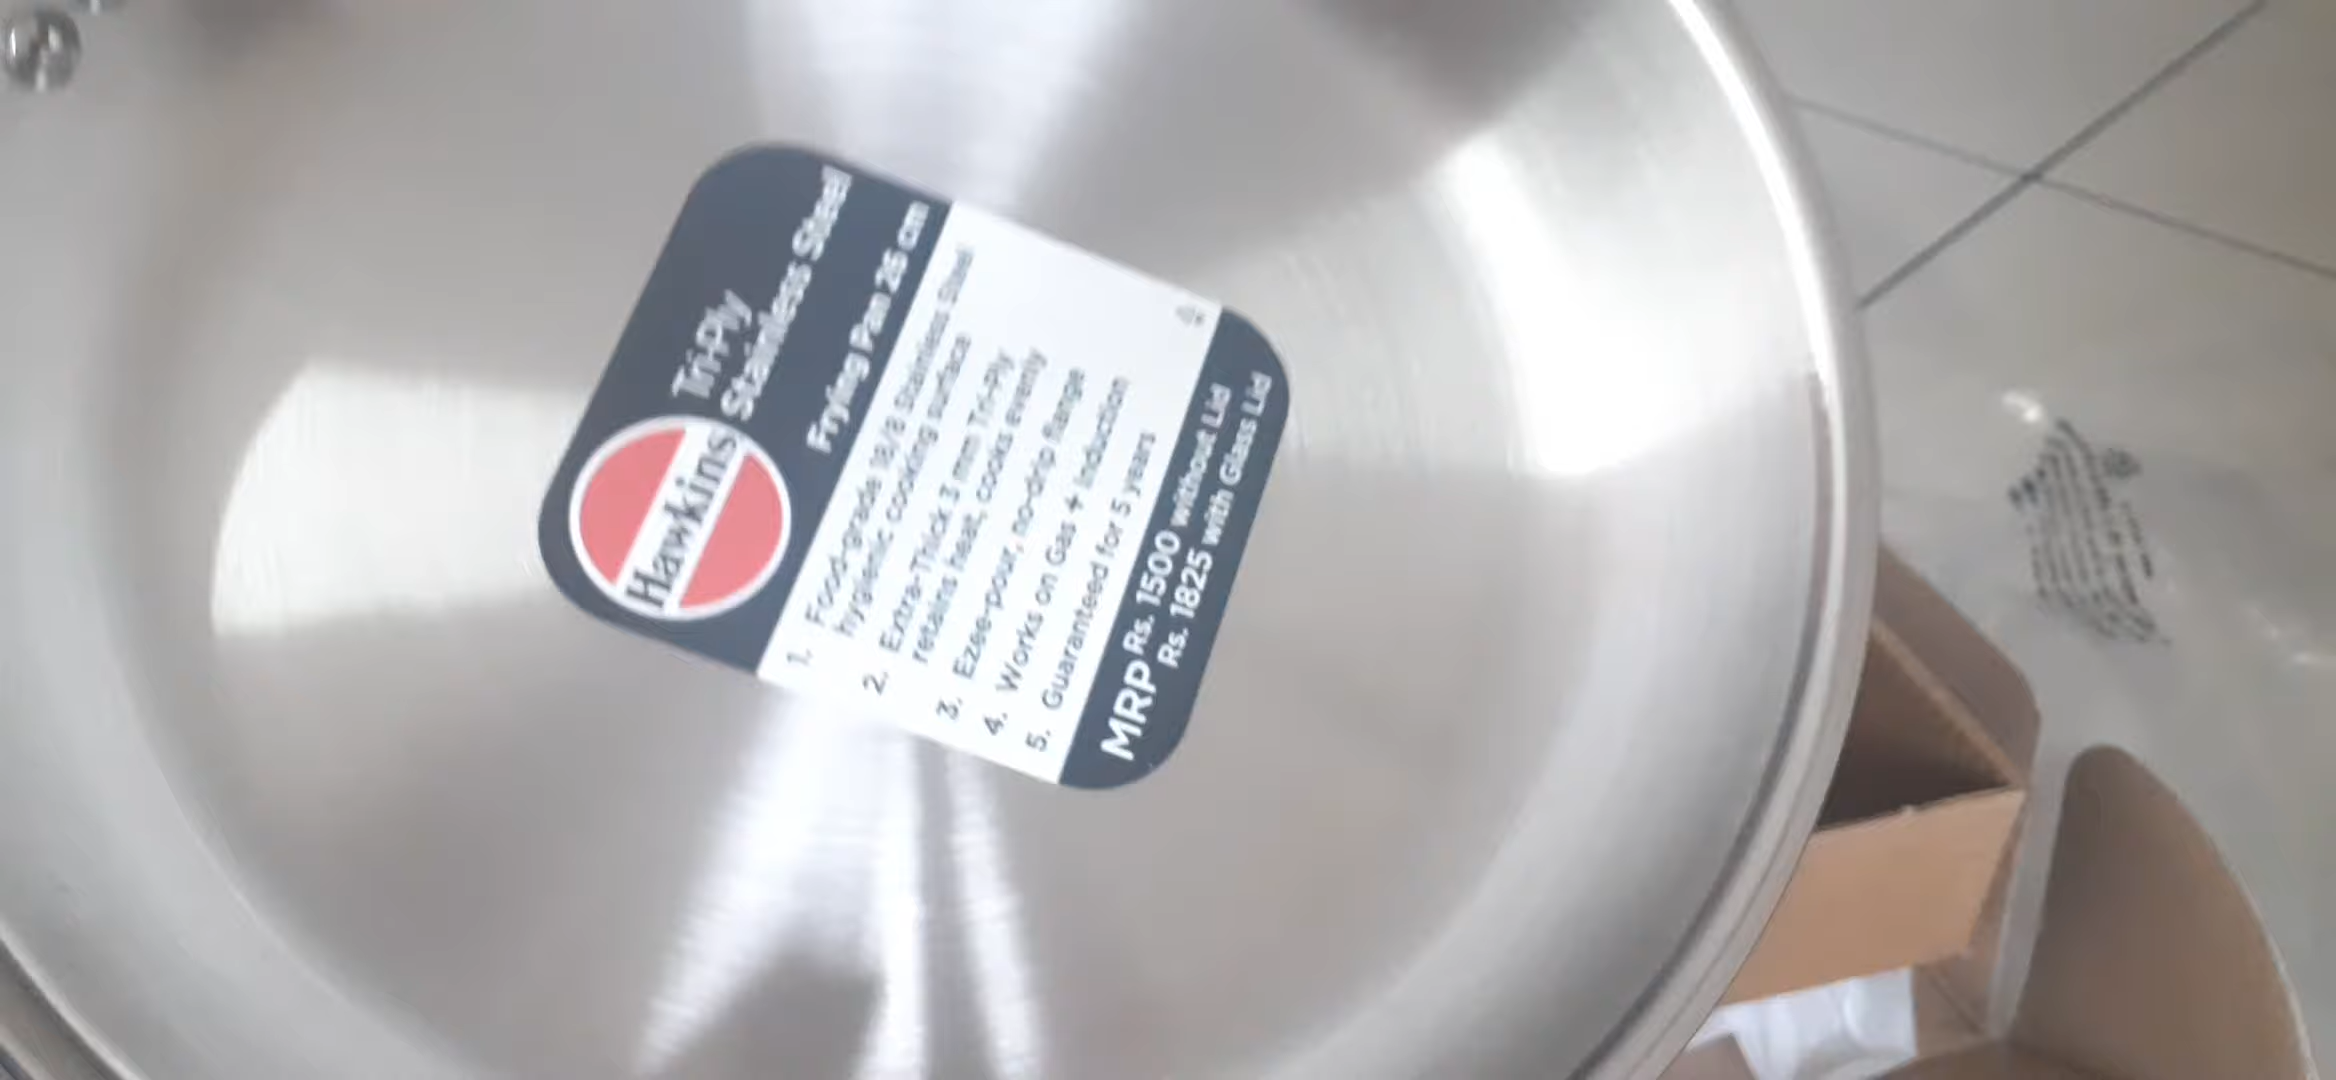 Hawkins
Tri-Ply
Stainless Steel
Frying Pan 26 cm
1. Food-grade 18/8 Stainless Steel
hygienic cooking surface
2. Extra-Thick 3 mm Tri-Ply
retains heat, cooks evenly
3. Ezee-pour, no-drip flange
4. Works on Gas + Induction
5. Guaranteed for 5 years
MRP Rs. 1500 without Lid
Rs. 1825 with Glass Lid